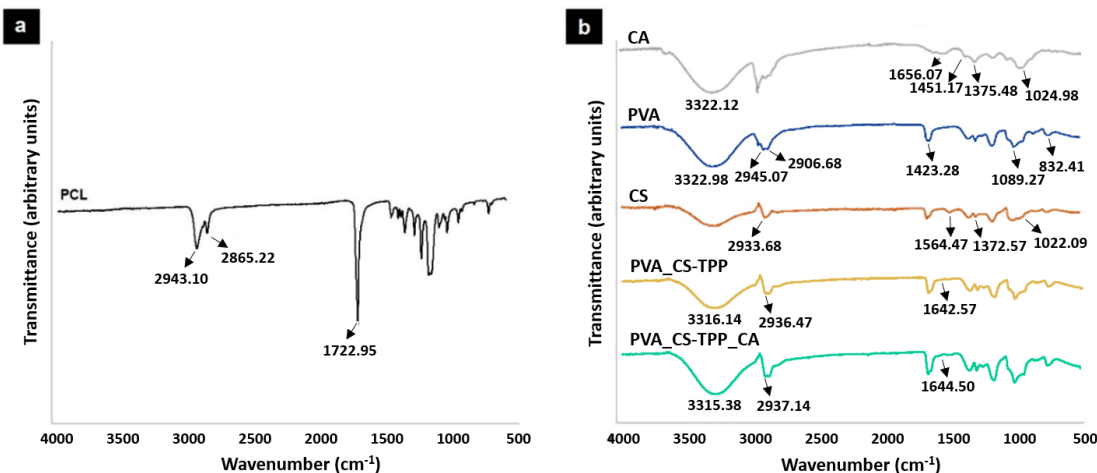 a
Transmittance (arbitrary units)
PCL
2943.10
2865.22
1722.95
4000 3500 3000 2500 2000 1500 1000 500
Wavenumber (cm-1)
b
Transmittance (arbitrary units)
CA
3322.12
1656.07
1451.17
1375.48
1024.98
PVA
3322.98
2945.07
2906.68
1423.28
1089.27
832.41
CS
2933.68
1564.47
1372.57
1022.09
PVA_CS-TPP
3316.14
2936.47
1642.57
PVA_CS-TPP_CA
3315.38
2937.14
1644.50
4000 3500 3000 2500 2000 1500 1000 500
Wavenumber (cm-1)